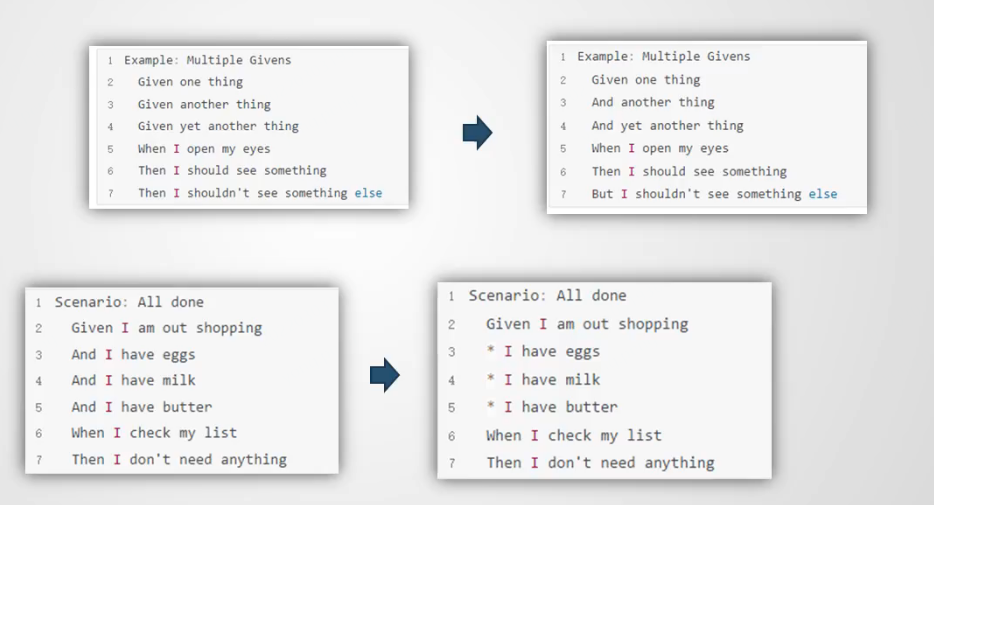 1 Example: Multiple Givens
2 Given one thing
3 Given another thing
4 Given yet another thing
5 When I open my eyes
6 Then I should see something
7 Then I shouldn't see something else
1 Example: Multiple Givens
2 Given one thing
3 And another thing
4 And yet another thing
5 When I open my eyes
6 Then I should see something
7 But I shouldn't see something else
1 Scenario: All done
2 Given I am out shopping
3 And I have eggs
4 And I have milk
5 And I have butter
6 When I check my list
7 Then I don't need anything
1 Scenario: All done
2 Given I am out shopping
3 * I have eggs
4 * I have milk
5 * I have butter
6 When I check my list
7 Then I don't need anything